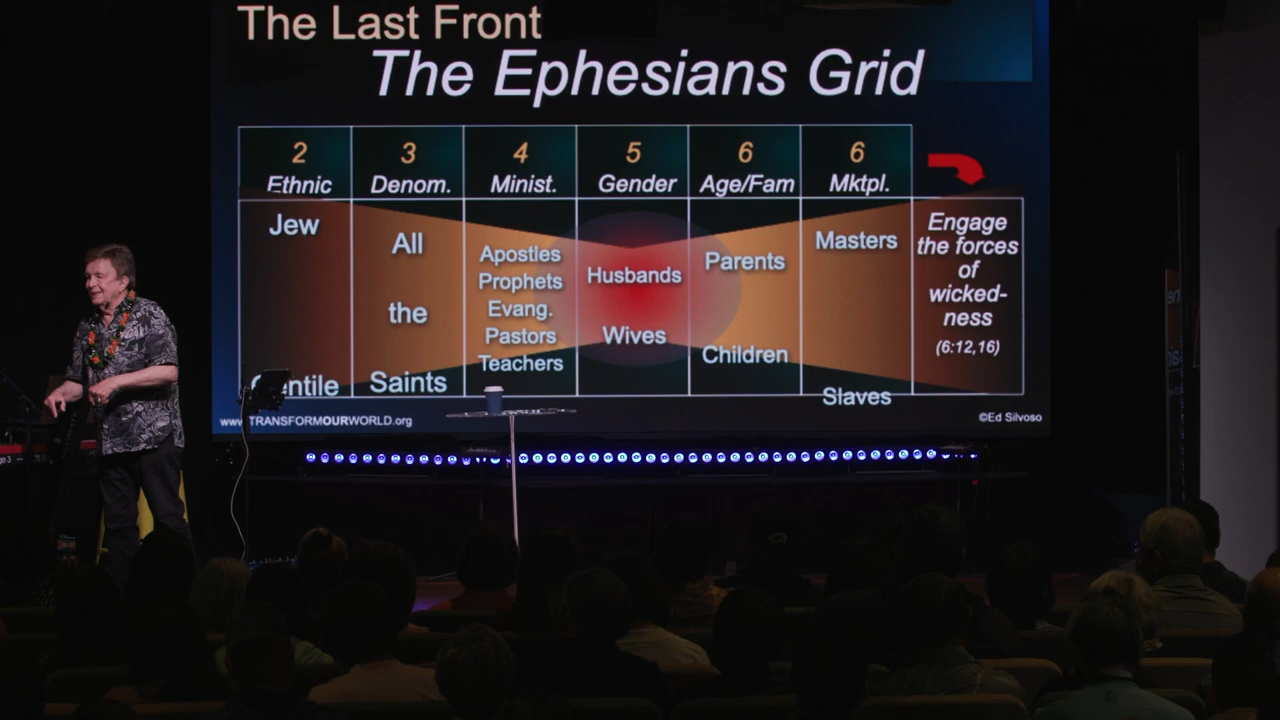 The Last Front
The Ephesians Grid
2 3 4 5 6 6
Ethnic Denom. Minist. Gender Age/Fam Mktpl.
Jew
Gentile
All
the
Saints
Apostles
Prophets
Evang.
Pastors
Teachers
Husbands
Wives
Parents
Children
Masters
Slaves
Engage
the forces
of
wicked-
ness
(6:12,16)
TRANSFORMOURWORLD.org
©Ed Silvoso